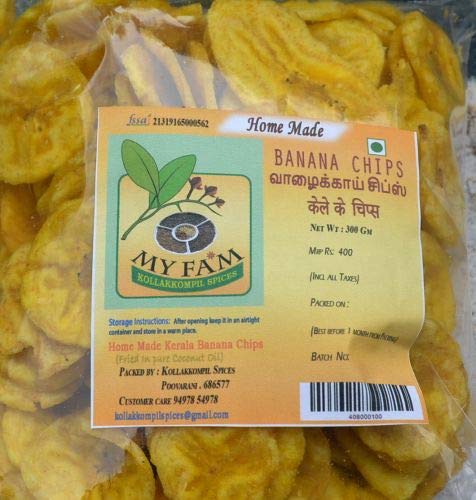 fssai 21319165000562
Home Made
BANANA CHIPS
வாழைக்காய் சிப்ஸ்
केले के चिप्स
NET WT : 300 GM
MRP RS: 400
(INCL ALL TAXES)
PACKED ON :
(BEST BEFORE 1 MONTH FROM PACKING)
BATCH NO:
MY FAM
KOLLAKKOMPIL SPICES
Storage Instructions: After opening keep it in an airtight
container and store in a warm place.
Home Made Kerala Banana Chips
(Fried In pure Coconut Oil)
PACKED BY : KOLLAKKOMPIL SPICES
POOVARANI . 686577
CUSTOMER CARE 94978 54978
kollakkompilspices@gmail.com
408000100